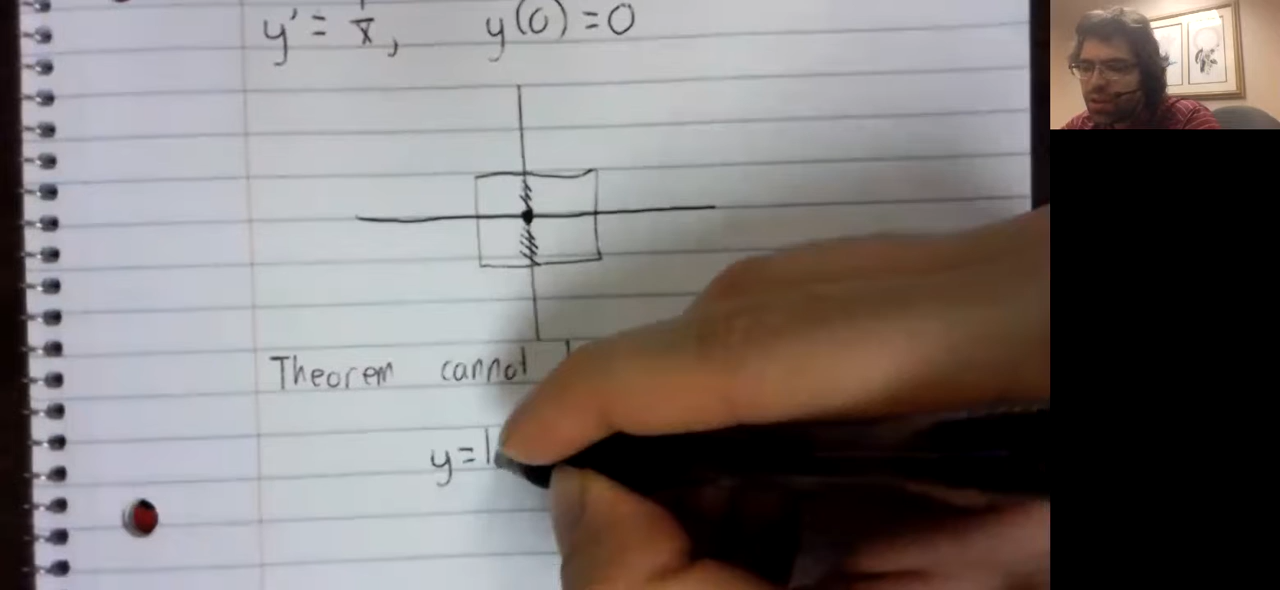 y' = 1/x, y(0) = 0
Theorem cannot
y = l